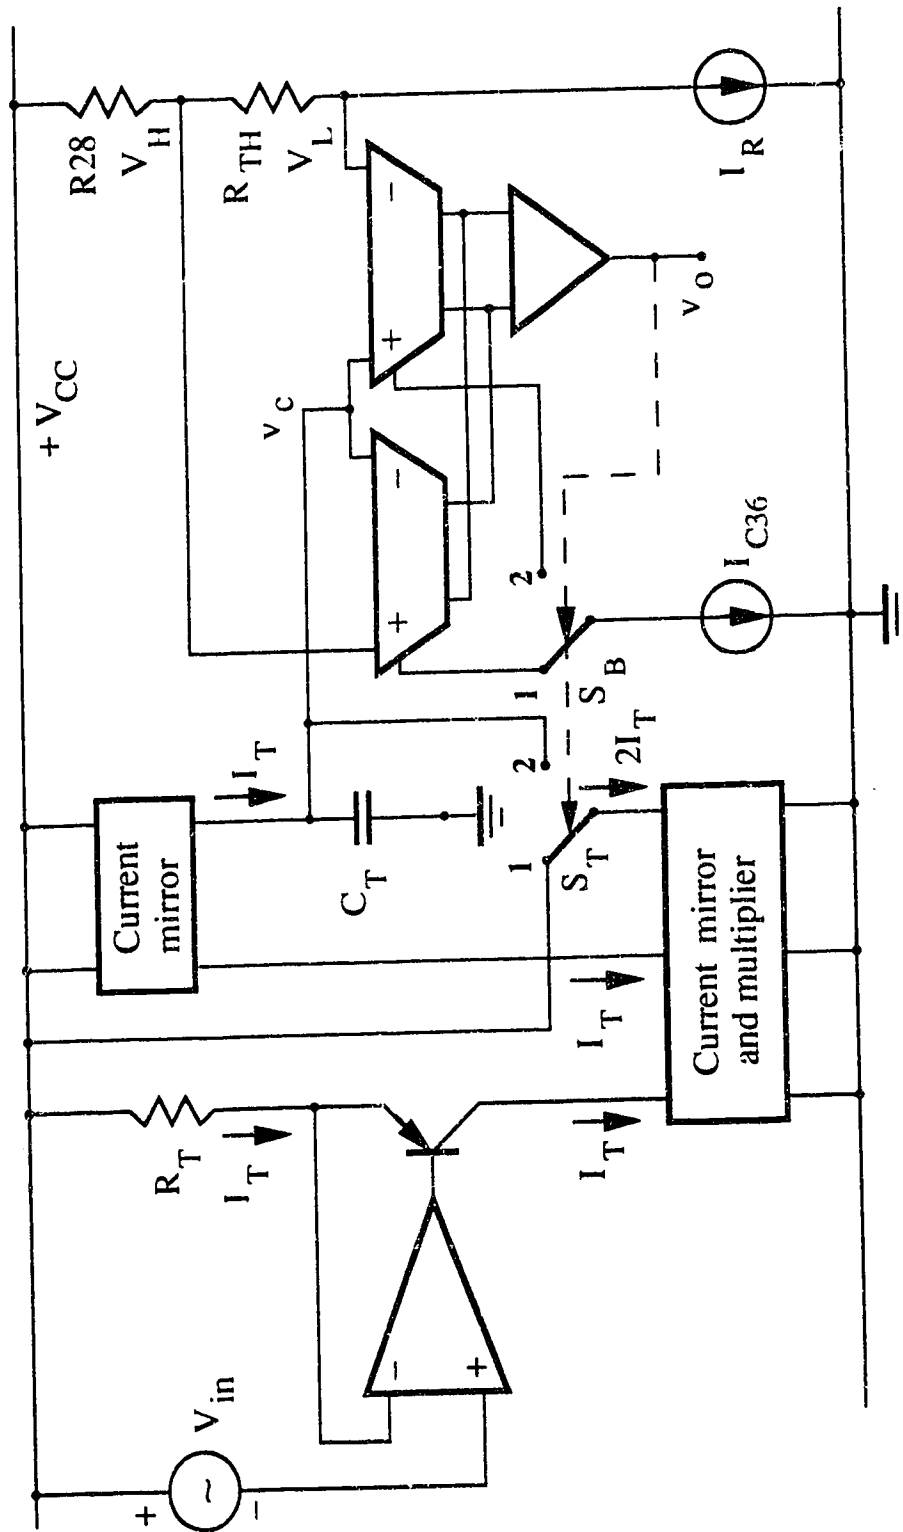 + V_CC
V_in
+
−
~
−
+
R_T
I_T
I_T
I_T
Current mirror and multiplier
Current
mirror
I_T
C_T
1
2
S_T
2I_T
1
2
S_B
I_C36
V_C
+
−
+
−
V_O
R28
V_H
R_TH
V_L
I_R